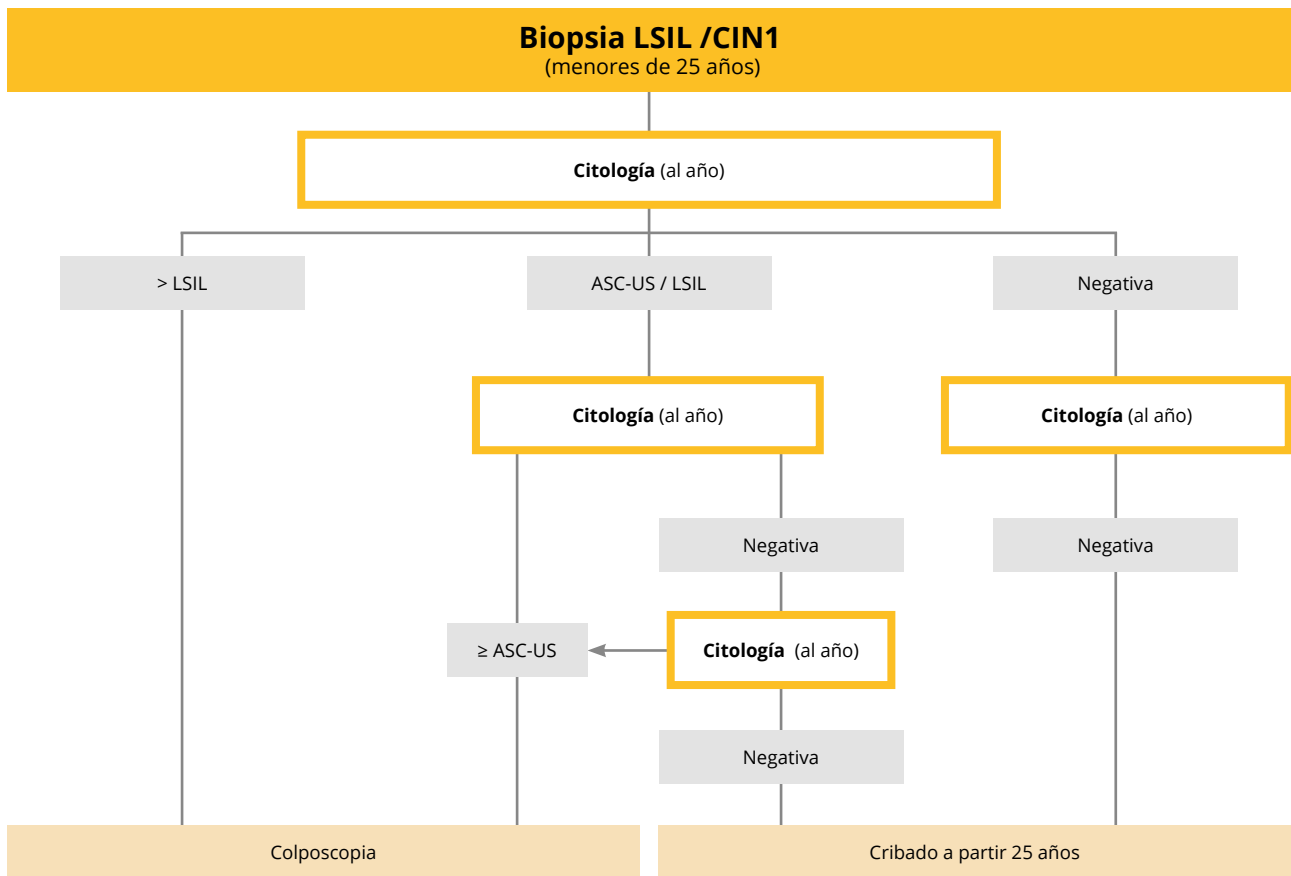 Biopsia LSIL /CIN1
(menores de 25 años)
Citología (al año)
> LSIL
ASC-US / LSIL
Negativa
Citología (al año)
Citología (al año)
Negativa
Negativa
≥ ASC-US
Citología (al año)
Negativa
Colposcopia
Cribado a partir 25 años